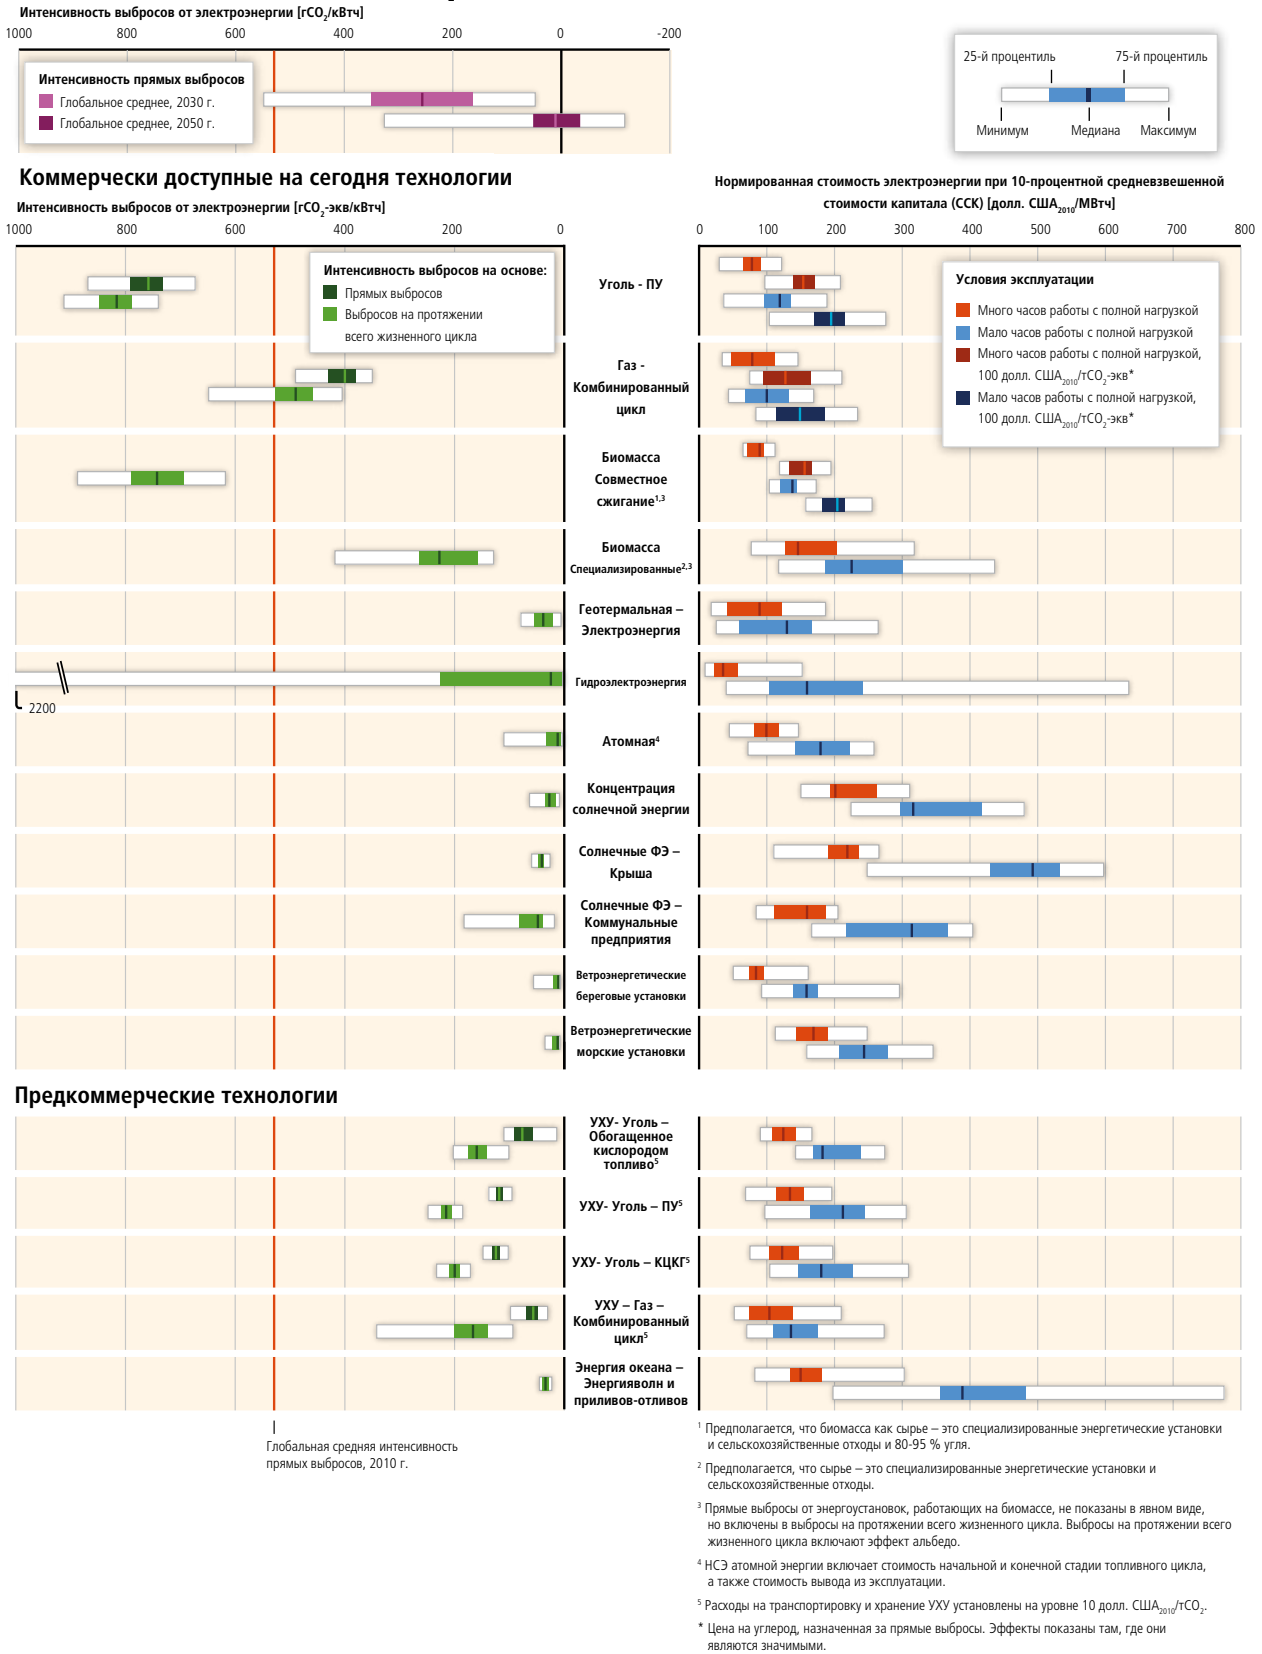 Интенсивность выбросов от электроэнергии [гCO2/кВтч]
1000 800 600 400 200 0 -200
Интенсивность прямых выбросов
Глобальное среднее, 2030 г.
Глобальное среднее, 2050 г.
25-й процентиль 75-й процентиль
Минимум Медиана Максимум
Коммерчески доступные на сегодня технологии
Интенсивность выбросов от электроэнергии [гCO2-экв/кВтч]
1000 800 600 400 200 0
Нормированная стоимость электроэнергии при 10-процентной средневзвешенной
стоимости капитала (ССК) [долл. США2010/МВтч]
0 100 200 300 400 500 600 700 800
Интенсивность выбросов на основе:
Прямых выбросов
Выбросов на протяжении
всего жизненного цикла
Условия эксплуатации
Много часов работы с полной нагрузкой
Мало часов работы с полной нагрузкой
Много часов работы с полной нагрузкой,
100 долл. США2010/тCO2-экв*
Мало часов работы с полной нагрузкой,
100 долл. США2010/тCO2-экв*
Уголь - ПУ
Газ -
Комбинированный
цикл
Биомасса
Совместное
сжигание1,3
Биомасса
Специализированные2,3
Геотермальная –
Электроэнергия
Гидроэлектроэнергия
2200
Атомная4
Концентрация
солнечной энергии
Солнечные ФЭ –
Крыша
Солнечные ФЭ –
Коммунальные
предприятия
Ветроэнергетические
береговые установки
Ветроэнергетические
морские установки
Предкоммерческие технологии
УХУ- Уголь –
Обогащенное
кислородом
топливо5
УХУ- Уголь – ПУ5
УХУ- Уголь – КЦКГ5
УХУ – Газ –
Комбинированный
цикл5
Энергия океана –
Энергияволн и
приливов-отливов
Глобальная средняя интенсивность
прямых выбросов, 2010 г.
1 Предполагается, что биомасса как сырье – это специализированные энергетические установки
и сельскохозяйственные отходы и 80-95 % угля.
2 Предполагается, что сырье – это специализированные энергетические установки и
сельскохозяйственные отходы.
3 Прямые выбросы от энергоустановок, работающих на биомассе, не показаны в явном виде,
но включены в выбросы на протяжении всего жизненного цикла. Выбросы на протяжении всего
жизненного цикла включают эффект альбедо.
4 НСЭ атомной энергии включает стоимость начальной и конечной стадии топливного цикла,
а также стоимость вывода из эксплуатации.
5 Расходы на транспортировку и хранение УХУ установлены на уровне 10 долл. США2010/тCO2.
* Цена на углерод, назначенная за прямые выбросы. Эффекты показаны там, где они
являются значимыми.